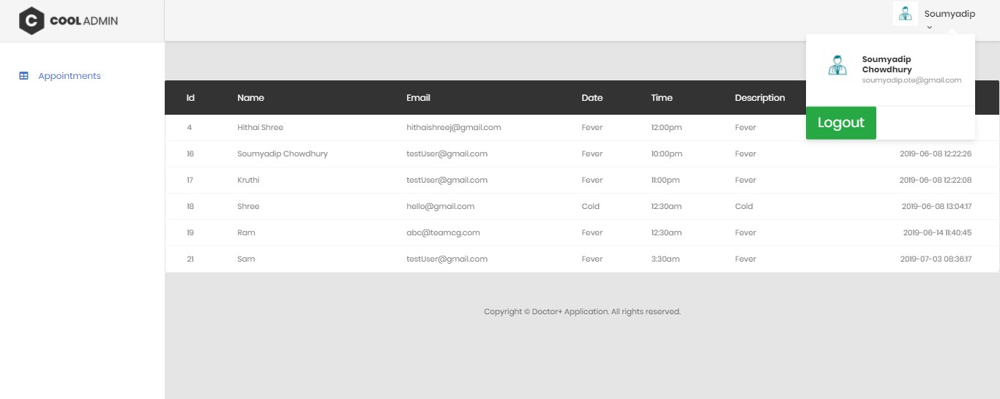 COOL ADMIN
Soumyadip
Appointments
Soumyadip
Chowdhury
soumyadip.ote@gmail.com
Logout
Id Name Email Date Time Description
4 Hithai Shree hithaishreej@gmail.com Fever 12:00pm Fever
16 Soumyadip Chowdhury testUser@gmail.com Fever 10:00pm Fever 2019-06-08 12:22:26
17 Kruthi testUser@gmail.com Fever 11:00pm Fever 2019-06-08 12:22:08
18 Shree hello@gmail.com Cold 12:30am Cold 2019-06-08 13:04:17
19 Ram abc@teamcg.com Fever 12:30am Fever 2019-06-14 11:40:45
21 Sam testUser@gmail.com Fever 3:30am Fever 2019-07-03 08:36:17
Copyright © Doctor+ Application. All rights reserved.